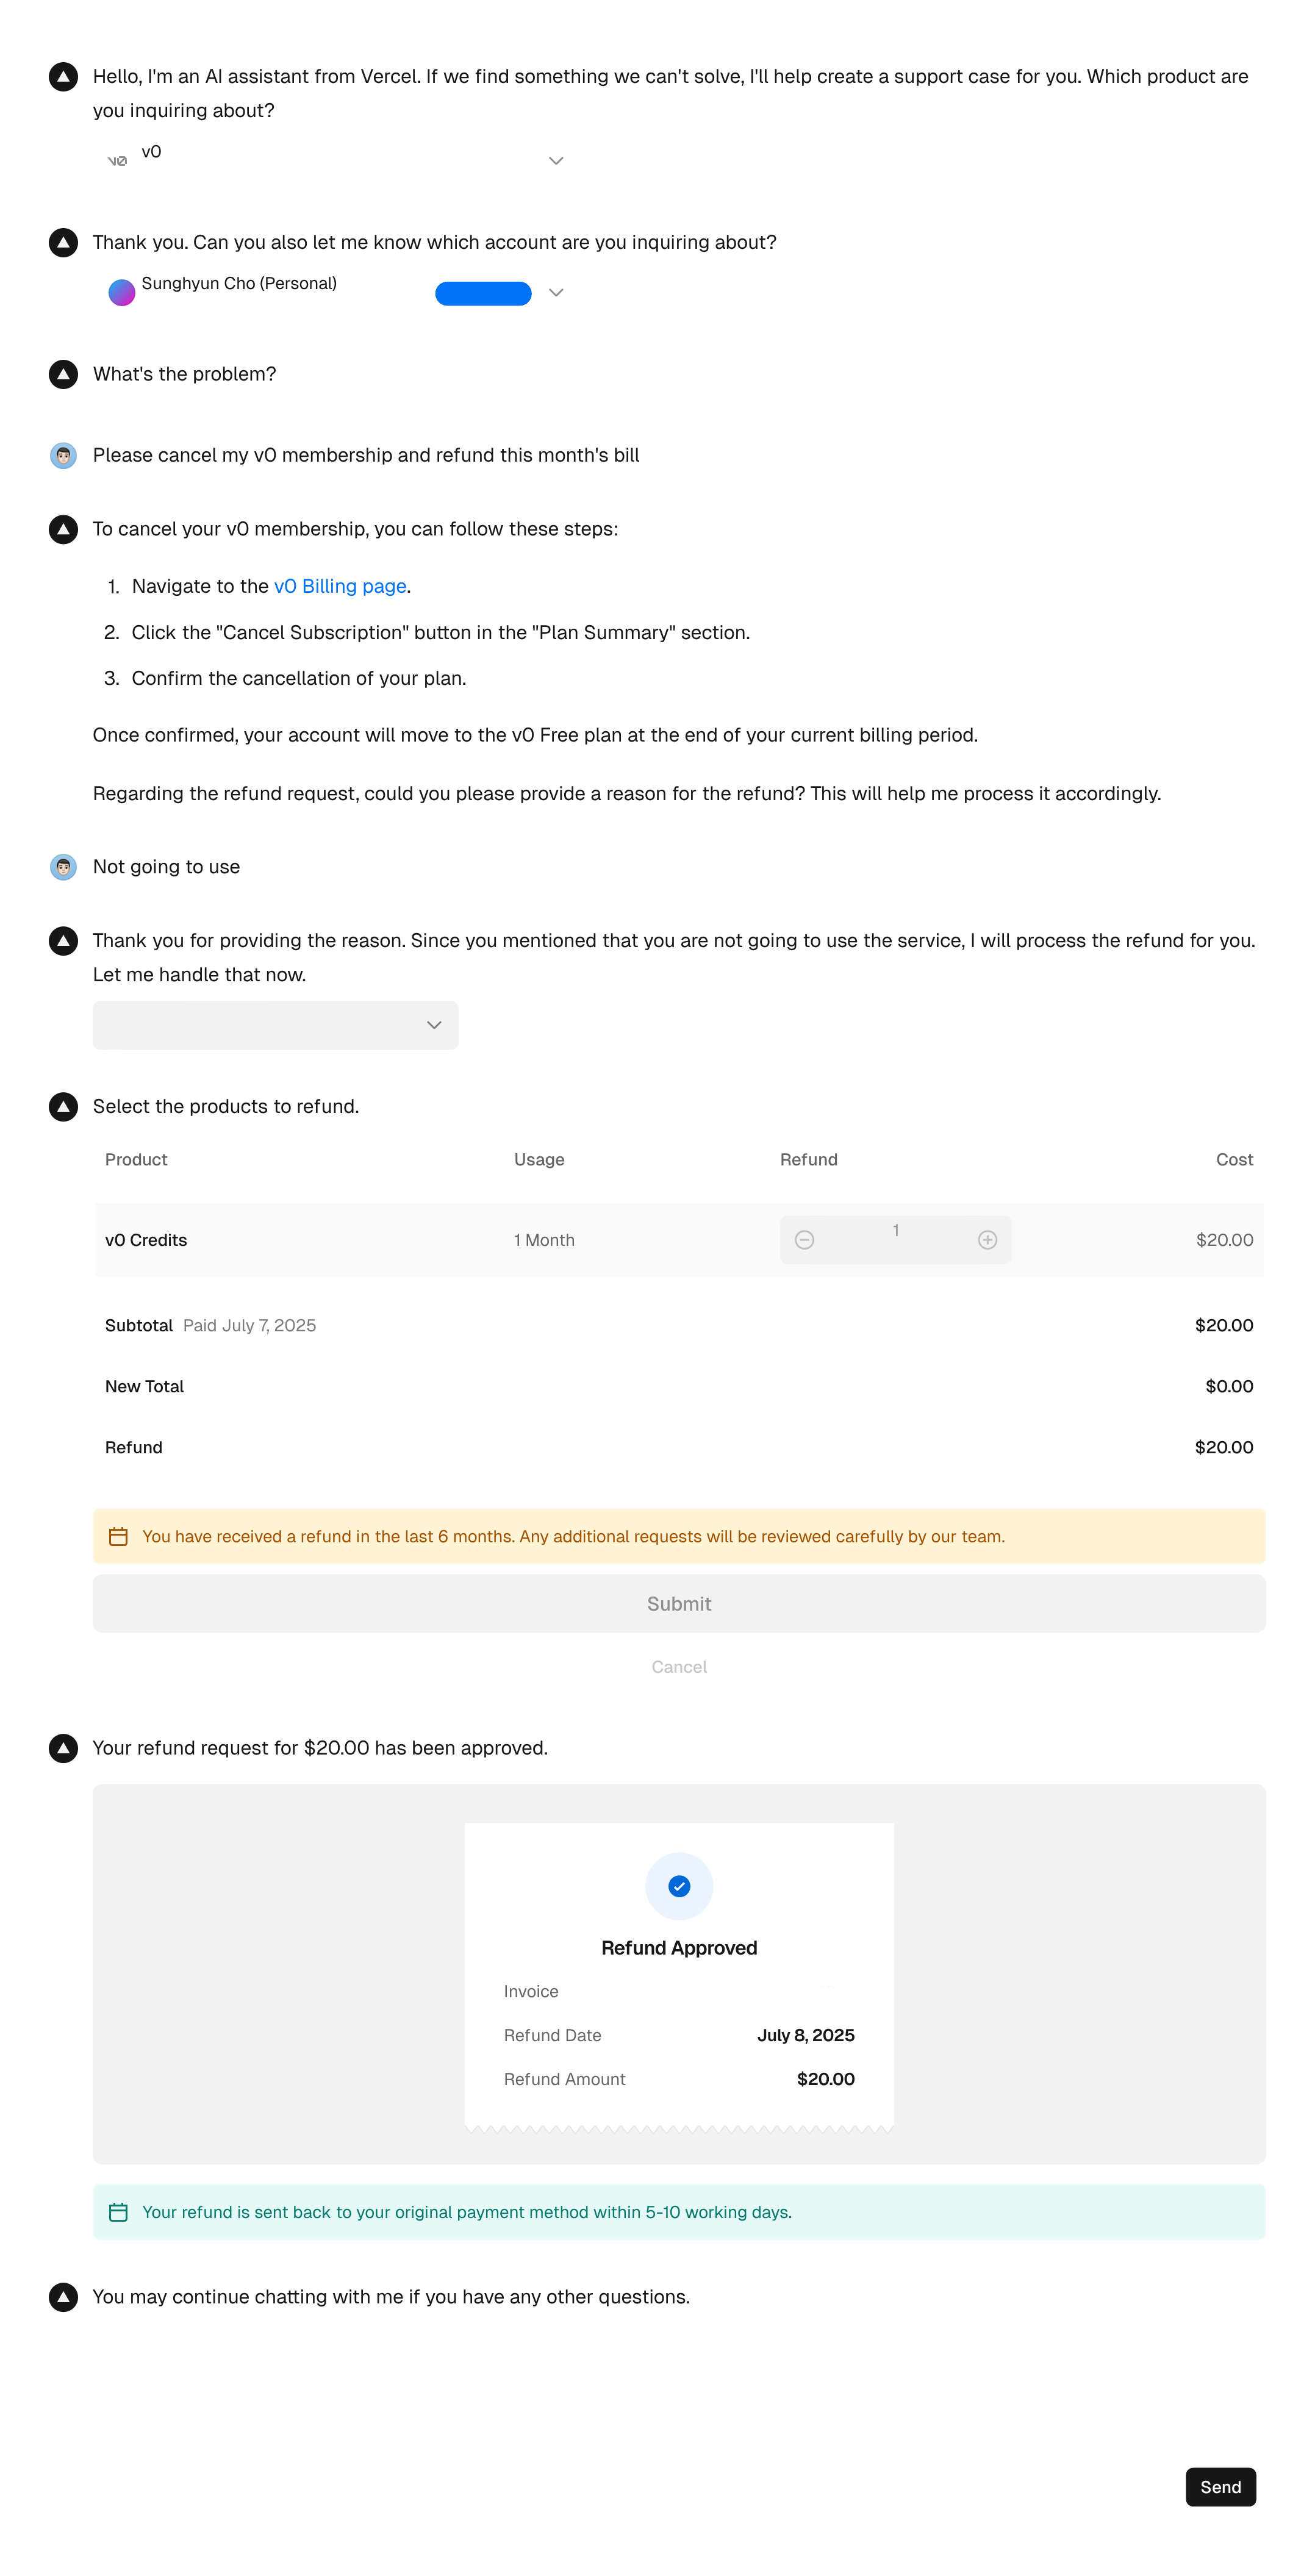 Hello, I'm an AI assistant from Vercel. If we find something we can't solve, I'll help create a support case for you. Which product are
you inquiring about?
v0 v0
Thank you. Can you also let me know which account are you inquiring about?
Sunghyun Cho (Personal)
What's the problem?
Please cancel my v0 membership and refund this month's bill
To cancel your v0 membership, you can follow these steps:
1. Navigate to the v0 Billing page.
2. Click the "Cancel Subscription" button in the "Plan Summary" section.
3. Confirm the cancellation of your plan.
Once confirmed, your account will move to the v0 Free plan at the end of your current billing period.
Regarding the refund request, could you please provide a reason for the refund? This will help me process it accordingly.
Not going to use
Thank you for providing the reason. Since you mentioned that you are not going to use the service, I will process the refund for you.
Let me handle that now.
Select the products to refund.
Product Usage Refund Cost
v0 Credits 1 Month 1 $20.00
Subtotal Paid July 7, 2025 $20.00
New Total $0.00
Refund $20.00
You have received a refund in the last 6 months. Any additional requests will be reviewed carefully by our team.
Submit
Cancel
Your refund request for $20.00 has been approved.
Refund Approved
Invoice
Refund Date July 8, 2025
Refund Amount $20.00
Your refund is sent back to your original payment method within 5-10 working days.
You may continue chatting with me if you have any other questions.
Send